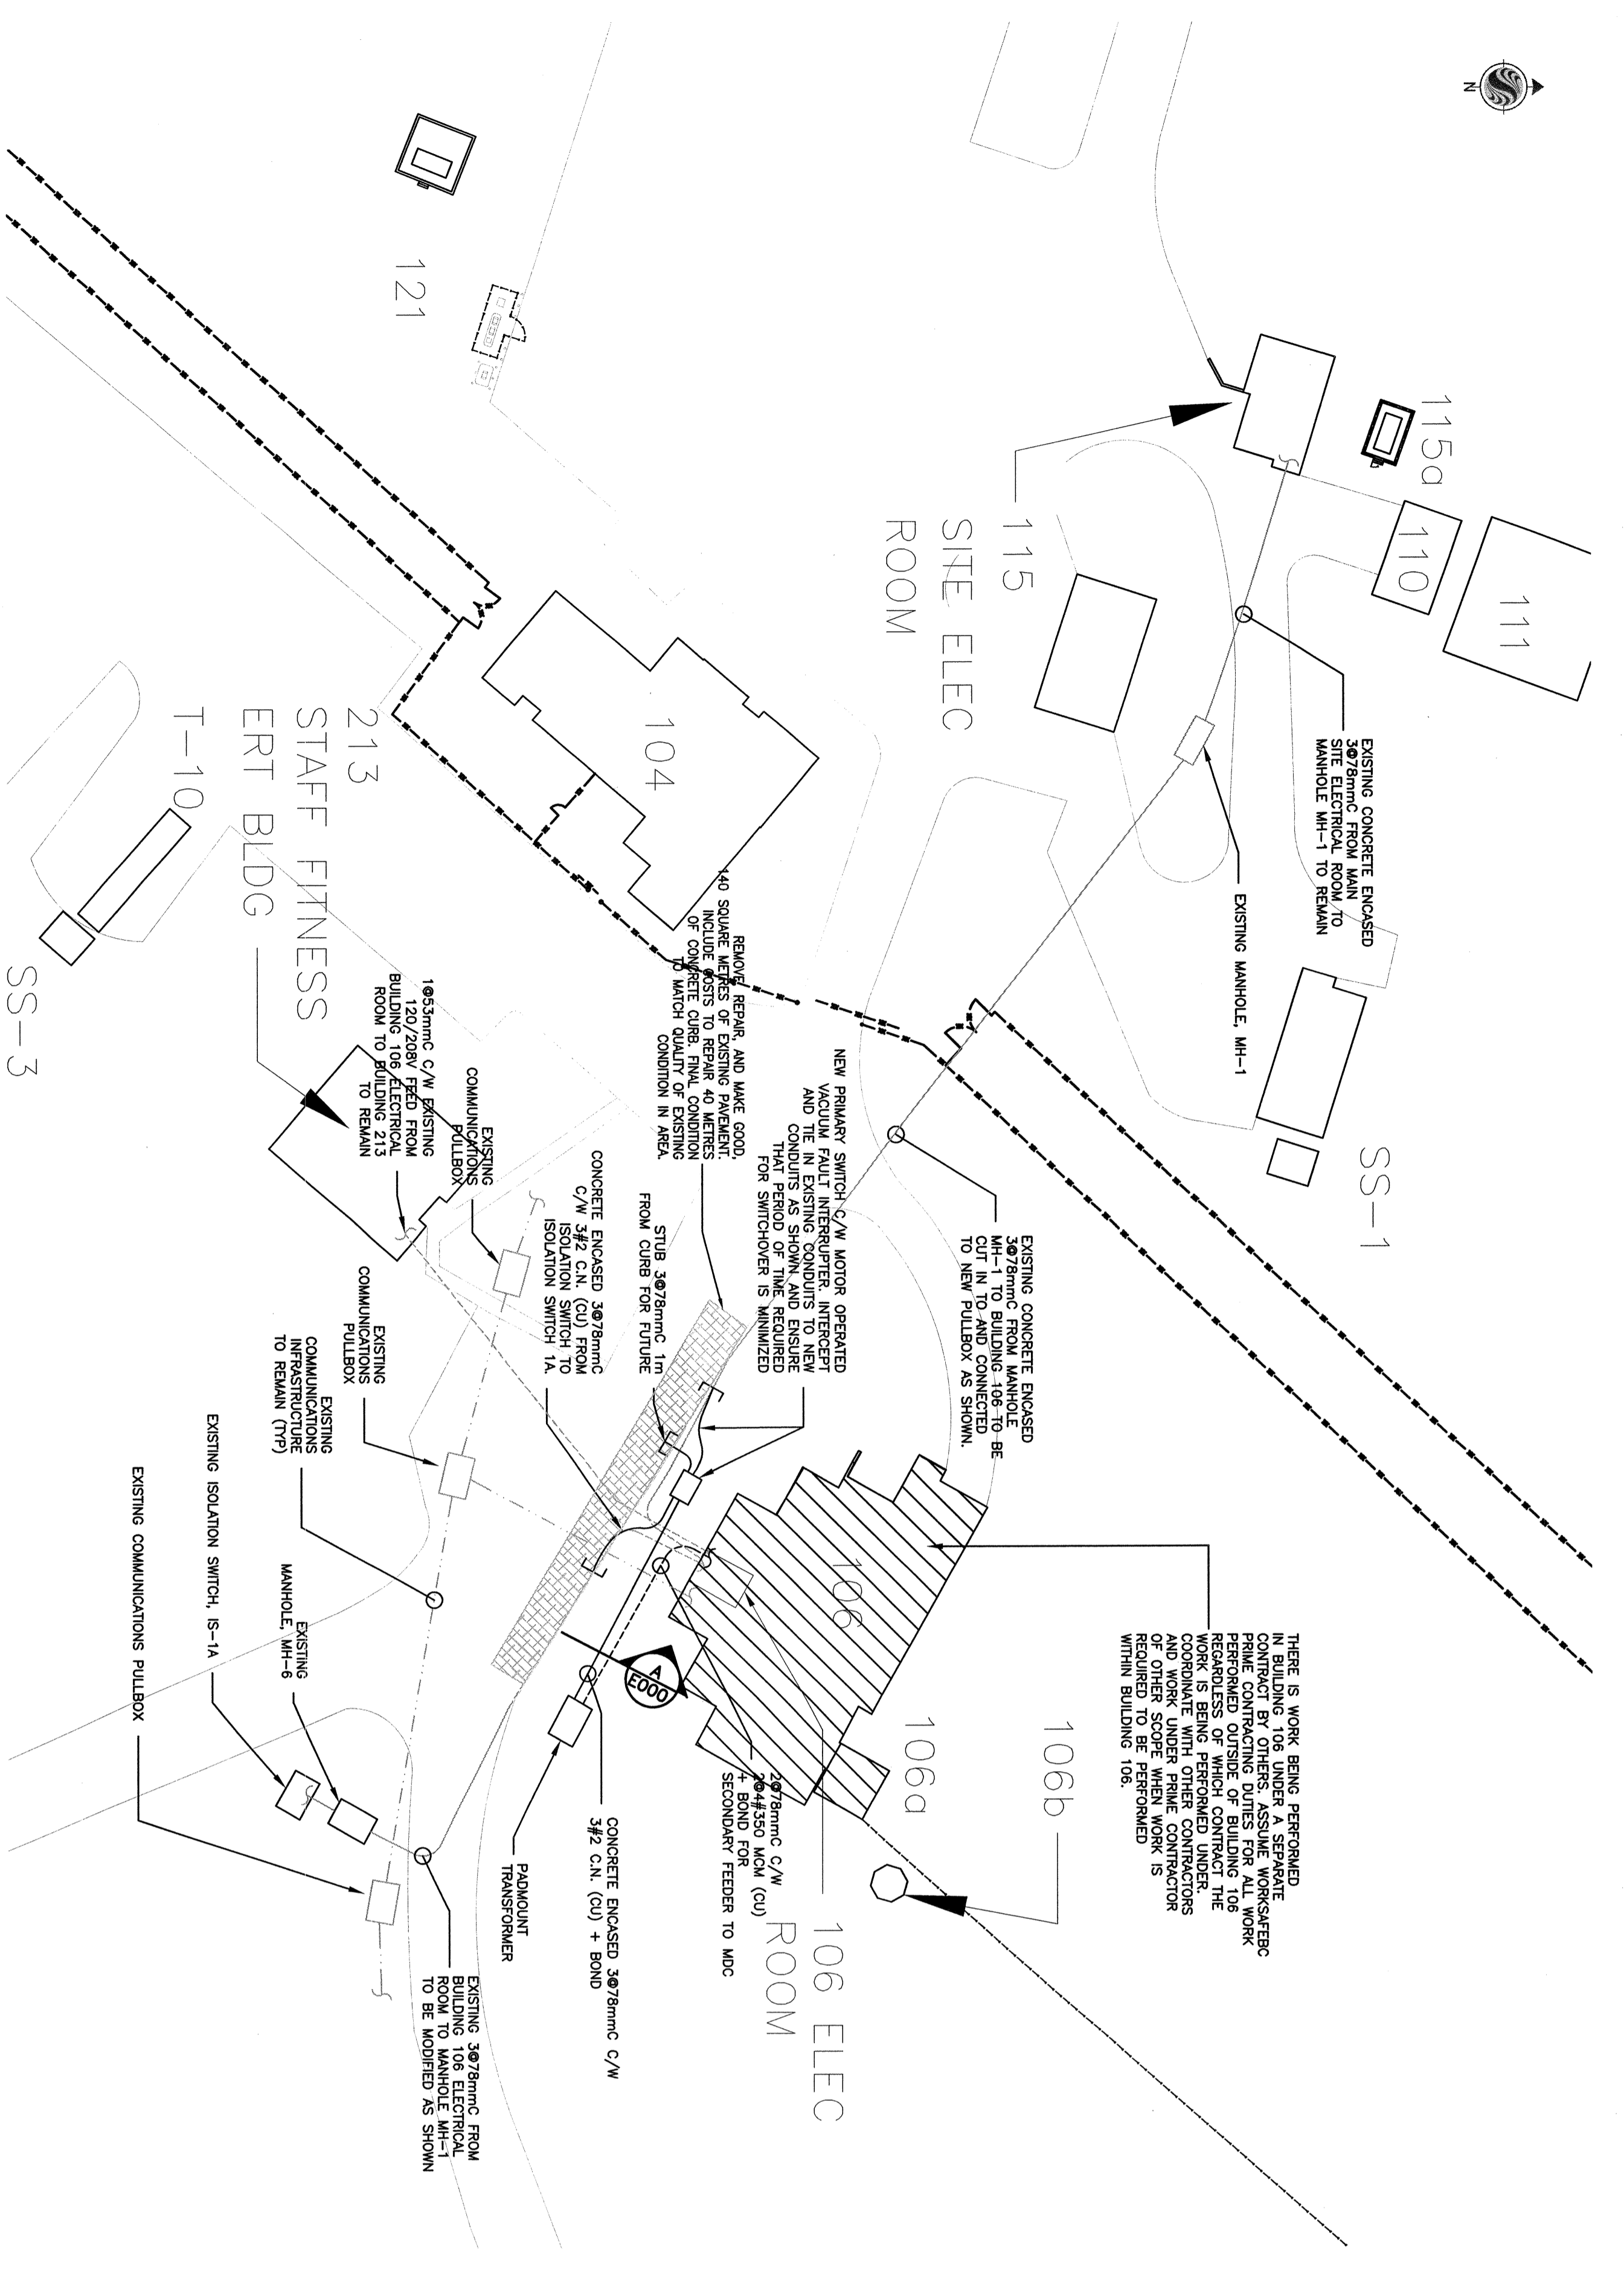 N
111
110
115a
115
SITE ELEC
ROOM
121
EXISTING CONCRETE ENCASED
3@78mmC FROM MAIN
SITE ELECTRICAL ROOM TO
MANHOLE MH-1 TO REMAIN
EXISTING MANHOLE, MH-1
SS-1
104
213
STAFF FITNESS
ERT BLDG
T-10
SS-3
EXISTING CONCRETE ENCASED
3@78mmC FROM MANHOLE
MH-1 TO BUILDING 106 TO BE
CUT IN TO AND CONNECTED
TO NEW PULLBOX AS SHOWN.
NEW PRIMARY SWITCH C/W MOTOR OPERATED
VACUUM FAULT INTERRUPTER. INTERCEPT
AND TIE IN EXISTING CONDUITS TO NEW
CONDUITS AS SHOWN AND ENSURE
THAT PERIOD OF TIME REQUIRED
FOR SWITCHOVER IS MINIMIZED
REMOVE, REPAIR, AND MAKE GOOD,
140 SQUARE METRES OF EXISTING PAVEMENT.
INCLUDE COSTS TO REPAIR 40 METRES
OF CONCRETE CURB. FINAL CONDITION
TO MATCH QUALITY OF EXISTING
CONDITION IN AREA.
STUB 3@78mmC 1m
FROM CURB FOR FUTURE
CONCRETE ENCASED 3@78mmC
C/W 3#2 C.N. (CU) FROM
ISOLATION SWITCH TO
ISOLATION SWITCH 1A.
EXISTING
COMMUNICATIONS
PULLBOX
1@53mmC C/W EXISTING
120/208V FEED FROM
BUILDING 106 ELECTRICAL
ROOM TO BUILDING 213
TO REMAIN
EXISTING
COMMUNICATIONS
PULLBOX
EXISTING
COMMUNICATIONS
INFRASTRUCTURE
TO REMAIN (TYP)
EXISTING ISOLATION SWITCH, IS-1A
EXISTING
MANHOLE, MH-6
EXISTING COMMUNICATIONS PULLBOX
THERE IS WORK BEING PERFORMED
IN BUILDING 106 UNDER A SEPARATE
CONTRACT BY OTHERS. ASSUME WORKSAFEBC
PRIME CONTRACTING DUTIES FOR ALL WORK
PERFORMED OUTSIDE OF BUILDING 106
REGARDLESS OF WHICH CONTRACT THE
WORK IS BEING PERFORMED UNDER.
COORDINATE WITH OTHER CONTRACTORS
AND WORK UNDER PRIME CONTRACTOR
OF OTHER SCOPE WHEN WORK IS
REQUIRED TO BE PERFORMED
WITHIN BUILDING 106.
106
106b
106a
A
E000
106 ELEC
ROOM
2@78mmC C/W
2@4#350 MCM (CU)
+ BOND FOR
SECONDARY FEEDER TO MDC
CONCRETE ENCASED 3@78mmC C/W
3#2 C.N. (CU) + BOND
PADMOUNT
TRANSFORMER
EXISTING 3@78mmC FROM
BUILDING 106 ELECTRICAL
ROOM TO MANHOLE MH-1
TO BE MODIFIED AS SHOWN